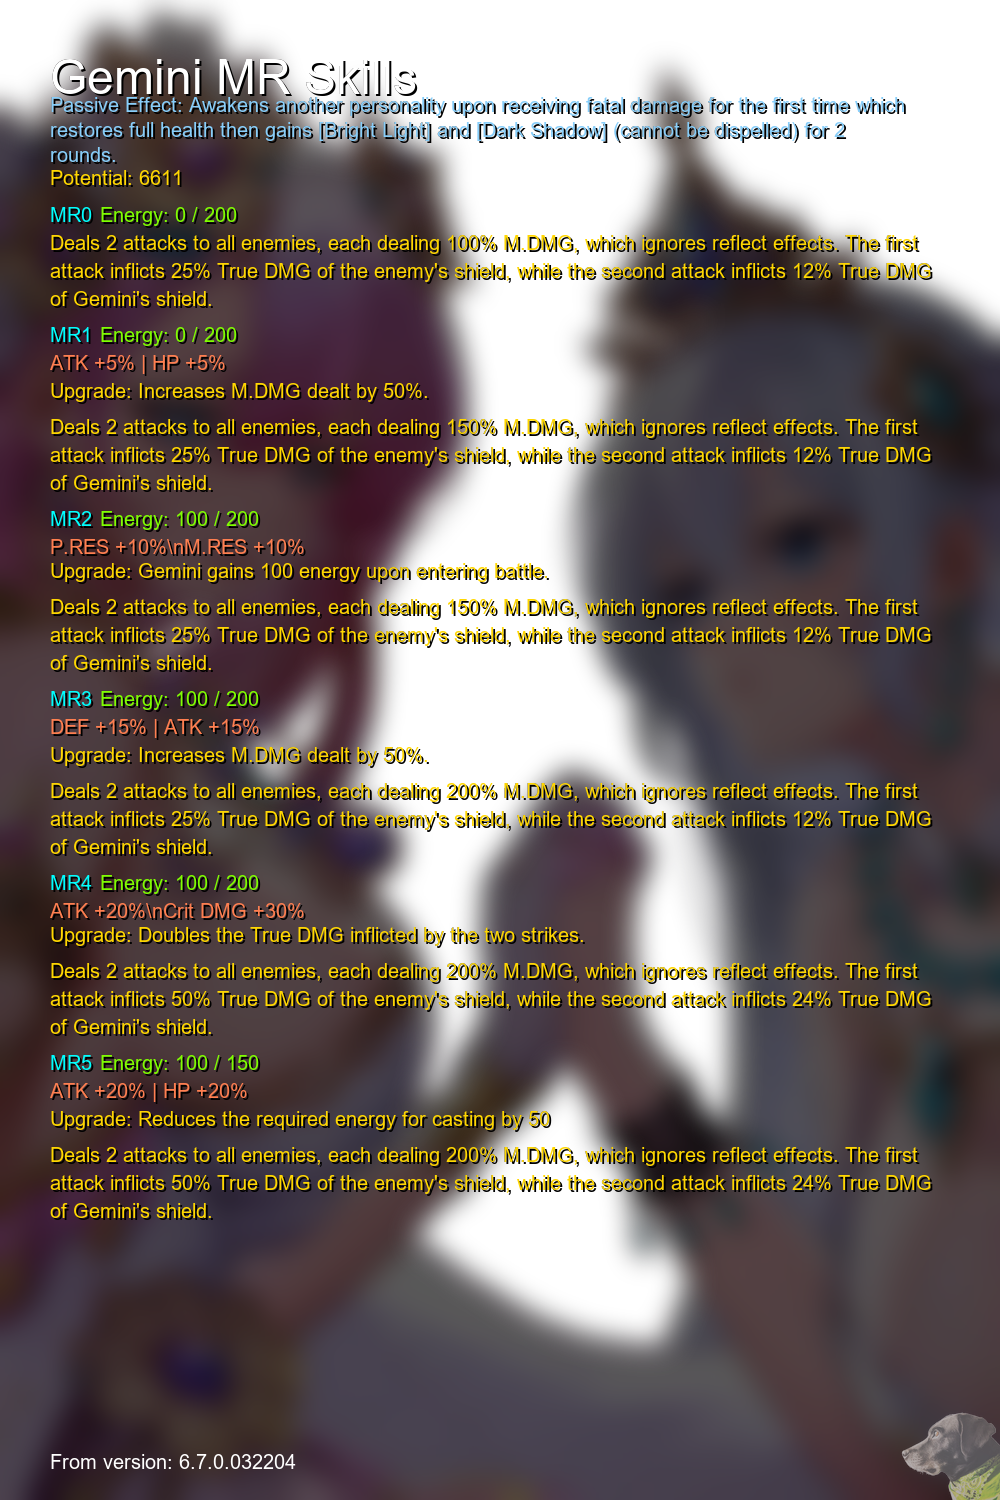 Gemini MR Skills
Passive Effect: Awakens another personality upon receiving fatal damage for the first time which
restores full health then gains [Bright Light] and [Dark Shadow] (cannot be dispelled) for 2
rounds.
Potential: 6611
MR0 Energy: 0 / 200
Deals 2 attacks to all enemies, each dealing 100% M.DMG, which ignores reflect effects. The first
attack inflicts 25% True DMG of the enemy's shield, while the second attack inflicts 12% True DMG
of Gemini's shield.
MR1 Energy: 0 / 200
ATK +5% | HP +5%
Upgrade: Increases M.DMG dealt by 50%.
Deals 2 attacks to all enemies, each dealing 150% M.DMG, which ignores reflect effects. The first
attack inflicts 25% True DMG of the enemy's shield, while the second attack inflicts 12% True DMG
of Gemini's shield.
MR2 Energy: 100 / 200
P.RES +10%\nM.RES +10%
Upgrade: Gemini gains 100 energy upon entering battle.
Deals 2 attacks to all enemies, each dealing 150% M.DMG, which ignores reflect effects. The first
attack inflicts 25% True DMG of the enemy's shield, while the second attack inflicts 12% True DMG
of Gemini's shield.
MR3 Energy: 100 / 200
DEF +15% | ATK +15%
Upgrade: Increases M.DMG dealt by 50%.
Deals 2 attacks to all enemies, each dealing 200% M.DMG, which ignores reflect effects. The first
attack inflicts 25% True DMG of the enemy's shield, while the second attack inflicts 12% True DMG
of Gemini's shield.
MR4 Energy: 100 / 200
ATK +20%\nCrit DMG +30%
Upgrade: Doubles the True DMG inflicted by the two strikes.
Deals 2 attacks to all enemies, each dealing 200% M.DMG, which ignores reflect effects. The first
attack inflicts 50% True DMG of the enemy's shield, while the second attack inflicts 24% True DMG
of Gemini's shield.
MR5 Energy: 100 / 150
ATK +20% | HP +20%
Upgrade: Reduces the required energy for casting by 50
Deals 2 attacks to all enemies, each dealing 200% M.DMG, which ignores reflect effects. The first
attack inflicts 50% True DMG of the enemy's shield, while the second attack inflicts 24% True DMG
of Gemini's shield.
From version: 6.7.0.032204